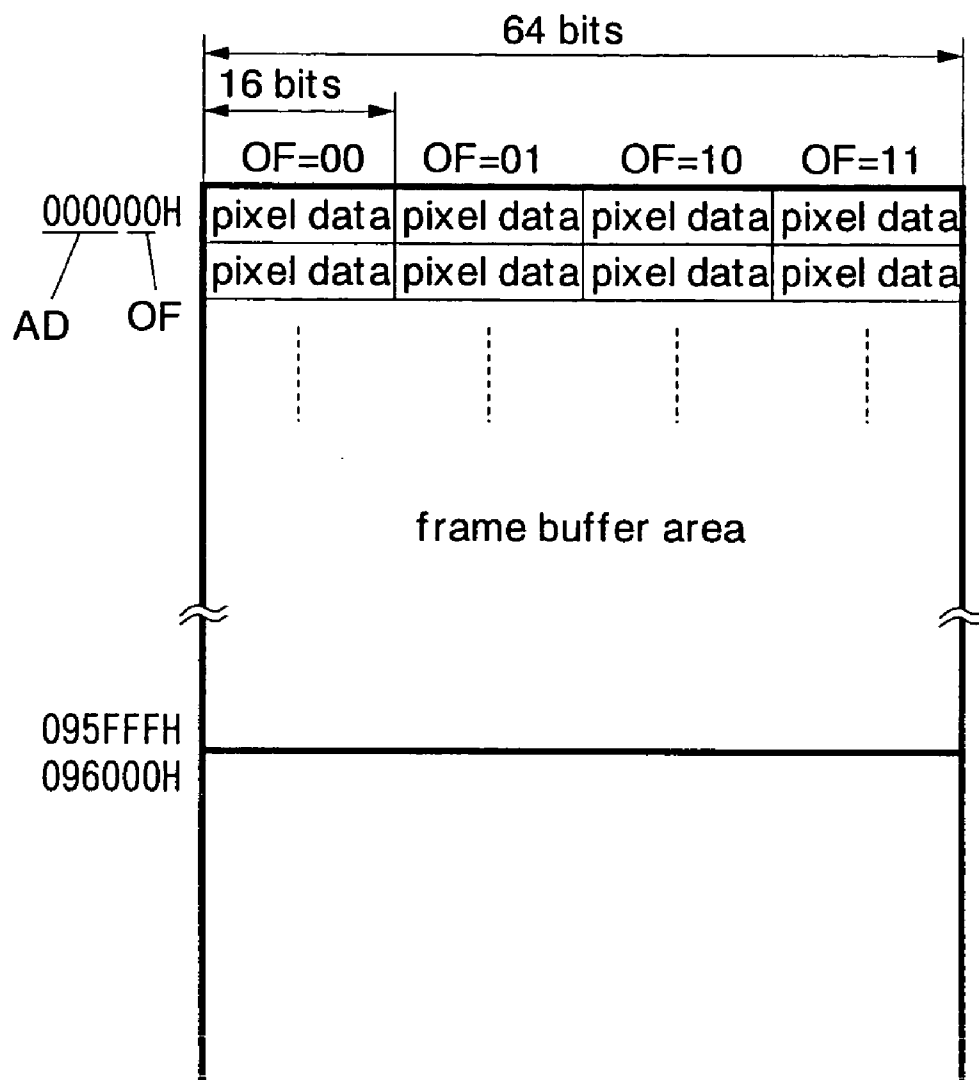 64 bits
16 bits
OF=00 OF=01 OF=10 OF=11
000000H pixel data pixel data pixel data pixel data
pixel data pixel data pixel data pixel data
AD OF
frame buffer area
095FFFH
096000H